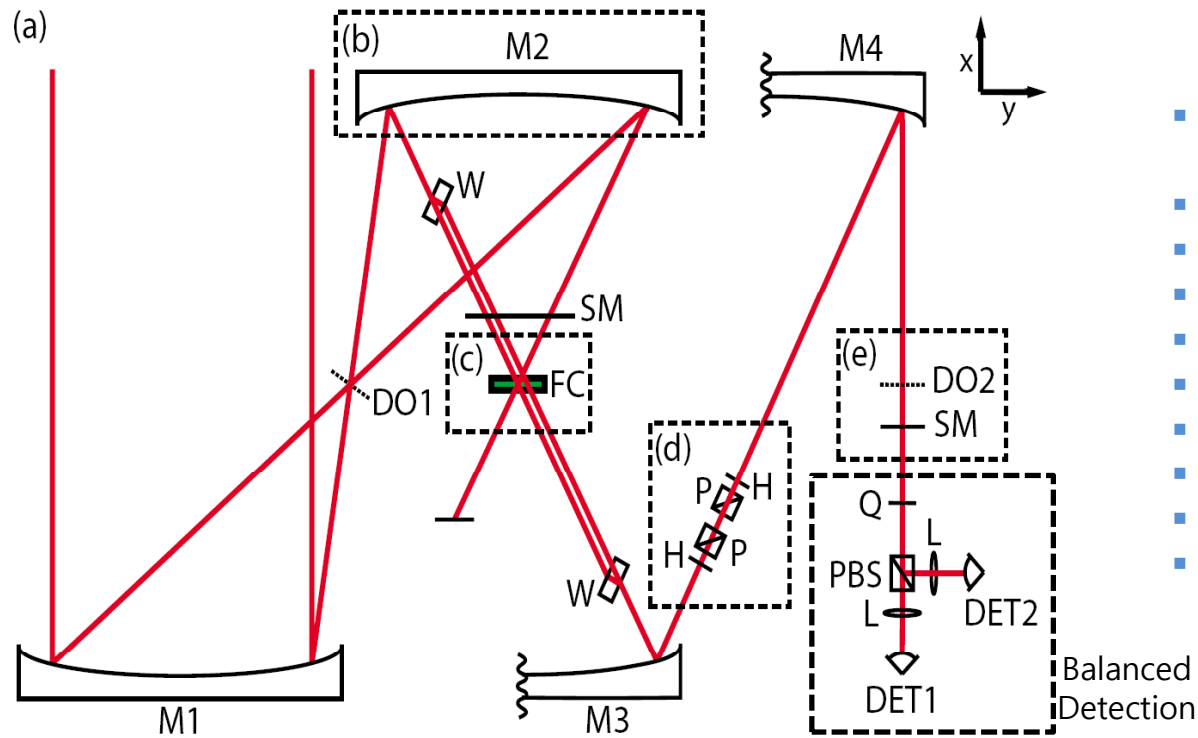 (a)
(b)
M2
M4
x
y
W
SM
(c)
FC
DO1
(e)
DO2
SM
(d)
P
H
H
P
Q
L
PBS
W
L
DET2
DET1
M1
M3
Balanced
Detection